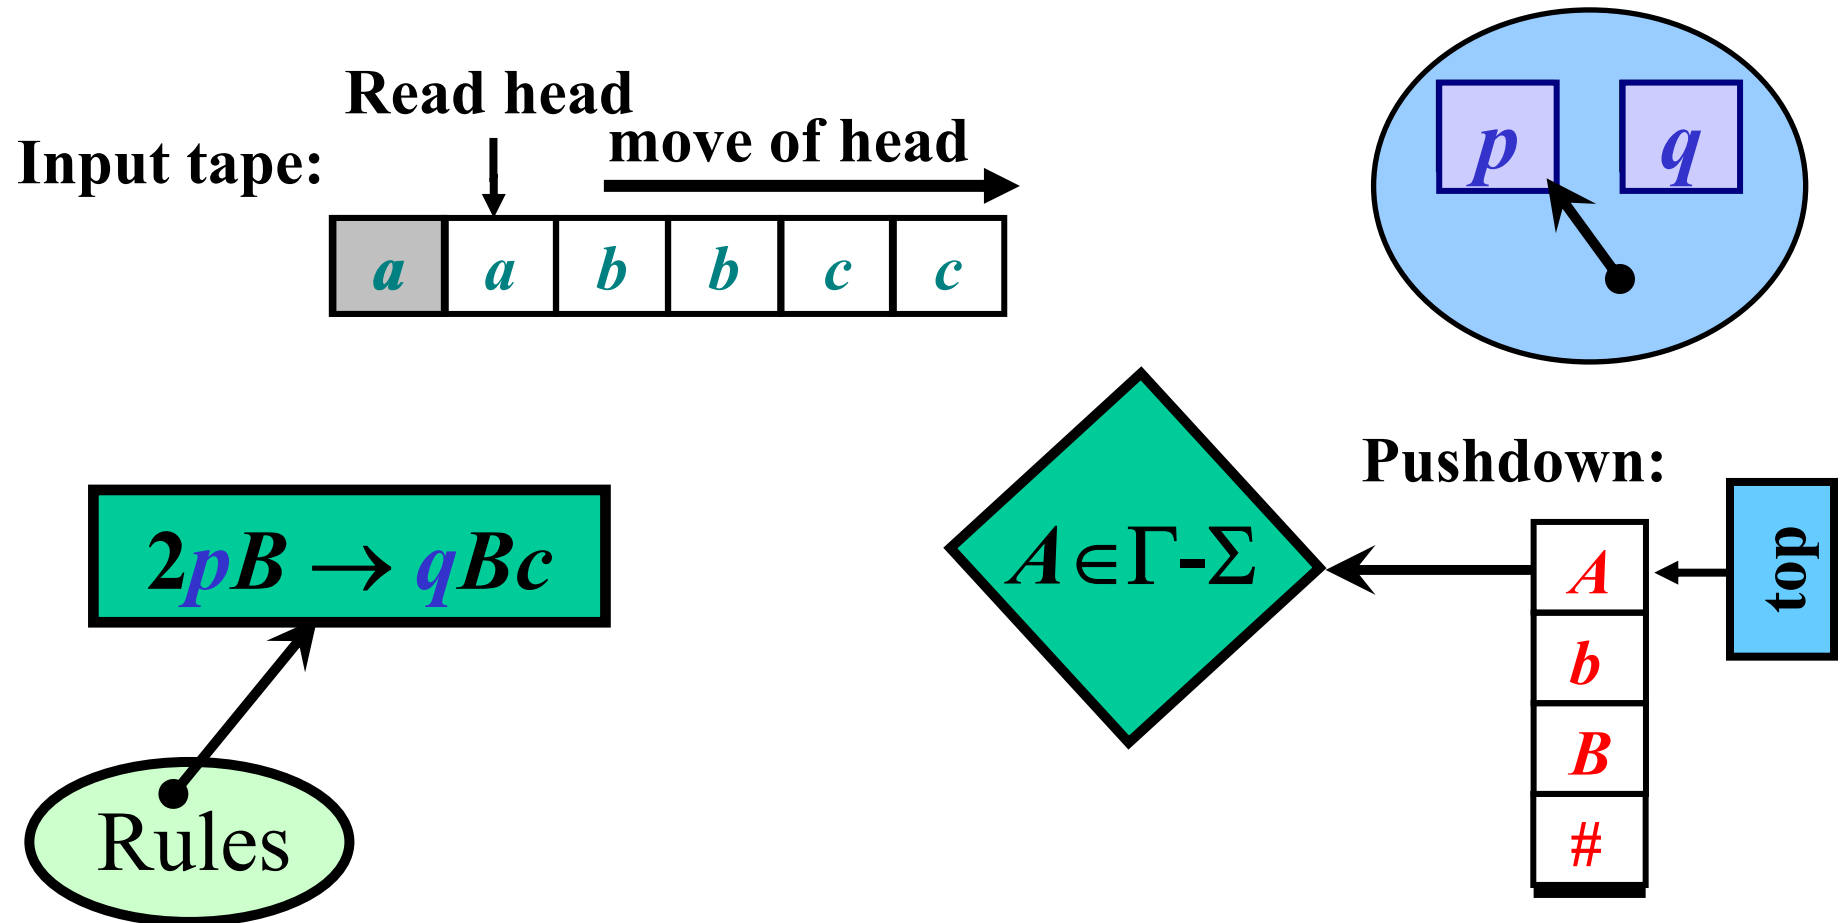 Read head
move of head
Input tape:
p q
a a b b c c
Pushdown:
2pB → qBc
A∈Γ-Σ
A
top
b
B
#
Rules